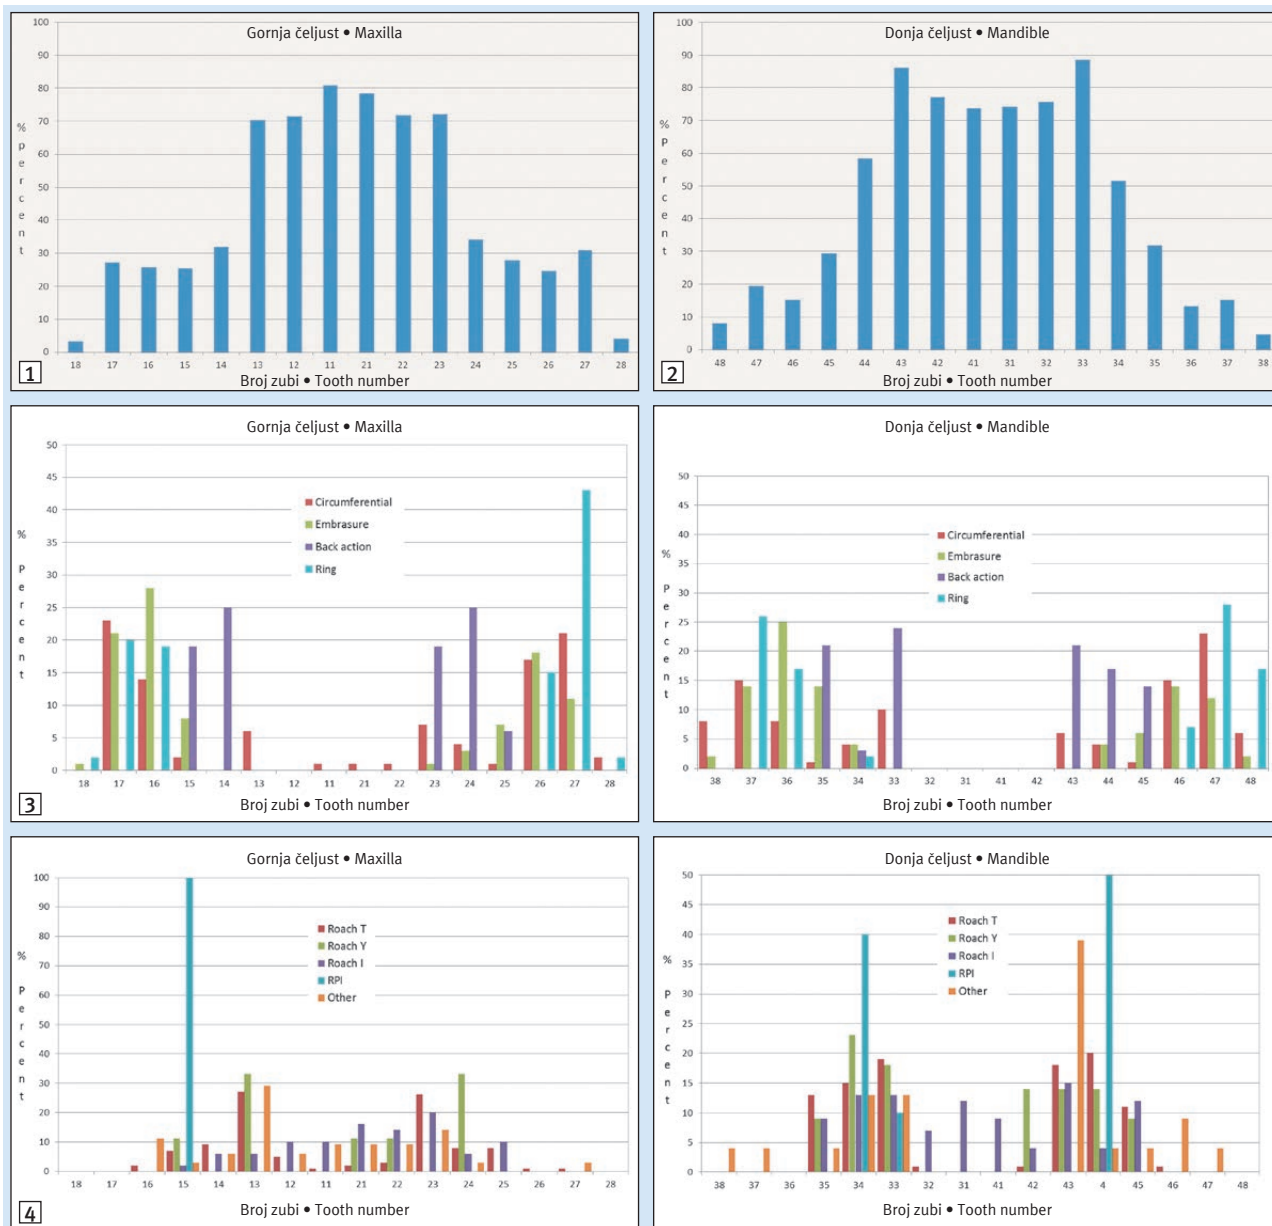 Gornja čeljust • Maxilla
100
90
80
70
60
50
40
30
20
10
0
% percent
18 17 16 15 14 13 12 11 21 22 23 24 25 26 27 28
Broj zubi • Tooth number
1
Donja čeljust • Mandible
100
90
80
70
60
50
40
30
20
10
0
% percent
48 47 46 45 44 43 42 41 31 32 33 34 35 36 37 38
Broj zubi • Tooth number
2
Gornja čeljust • Maxilla
50
45
40
35
30
25
20
15
10
5
0
% Percent
Circumferential
Embrasure
Back action
Ring
18 17 16 15 14 13 12 11 21 22 23 24 25 26 27 28
Broj zubi • Tooth number
3
Donja čeljust • Mandible
50
45
40
35
30
25
20
15
10
5
0
% Percent
Circumferential
Embrasure
Back action
Ring
38 37 36 35 34 33 32 31 41 42 43 44 45 46 47 48
Broj zubi • Tooth number
Gornja čeljust • Maxilla
100
90
80
70
60
50
40
30
20
10
0
% Percent
Roach T
Roach Y
Roach I
RPI
Other
18 17 16 15 14 13 12 11 21 22 23 24 25 26 27 28
Broj zubi • Tooth number
4
Donja čeljust • Mandible
50
45
40
35
30
25
20
15
10
5
0
% Percent
Roach T
Roach Y
Roach I
RPI
Other
38 37 36 35 34 33 32 31 41 42 43 4 45 46 47 48
Broj zubi • Tooth number